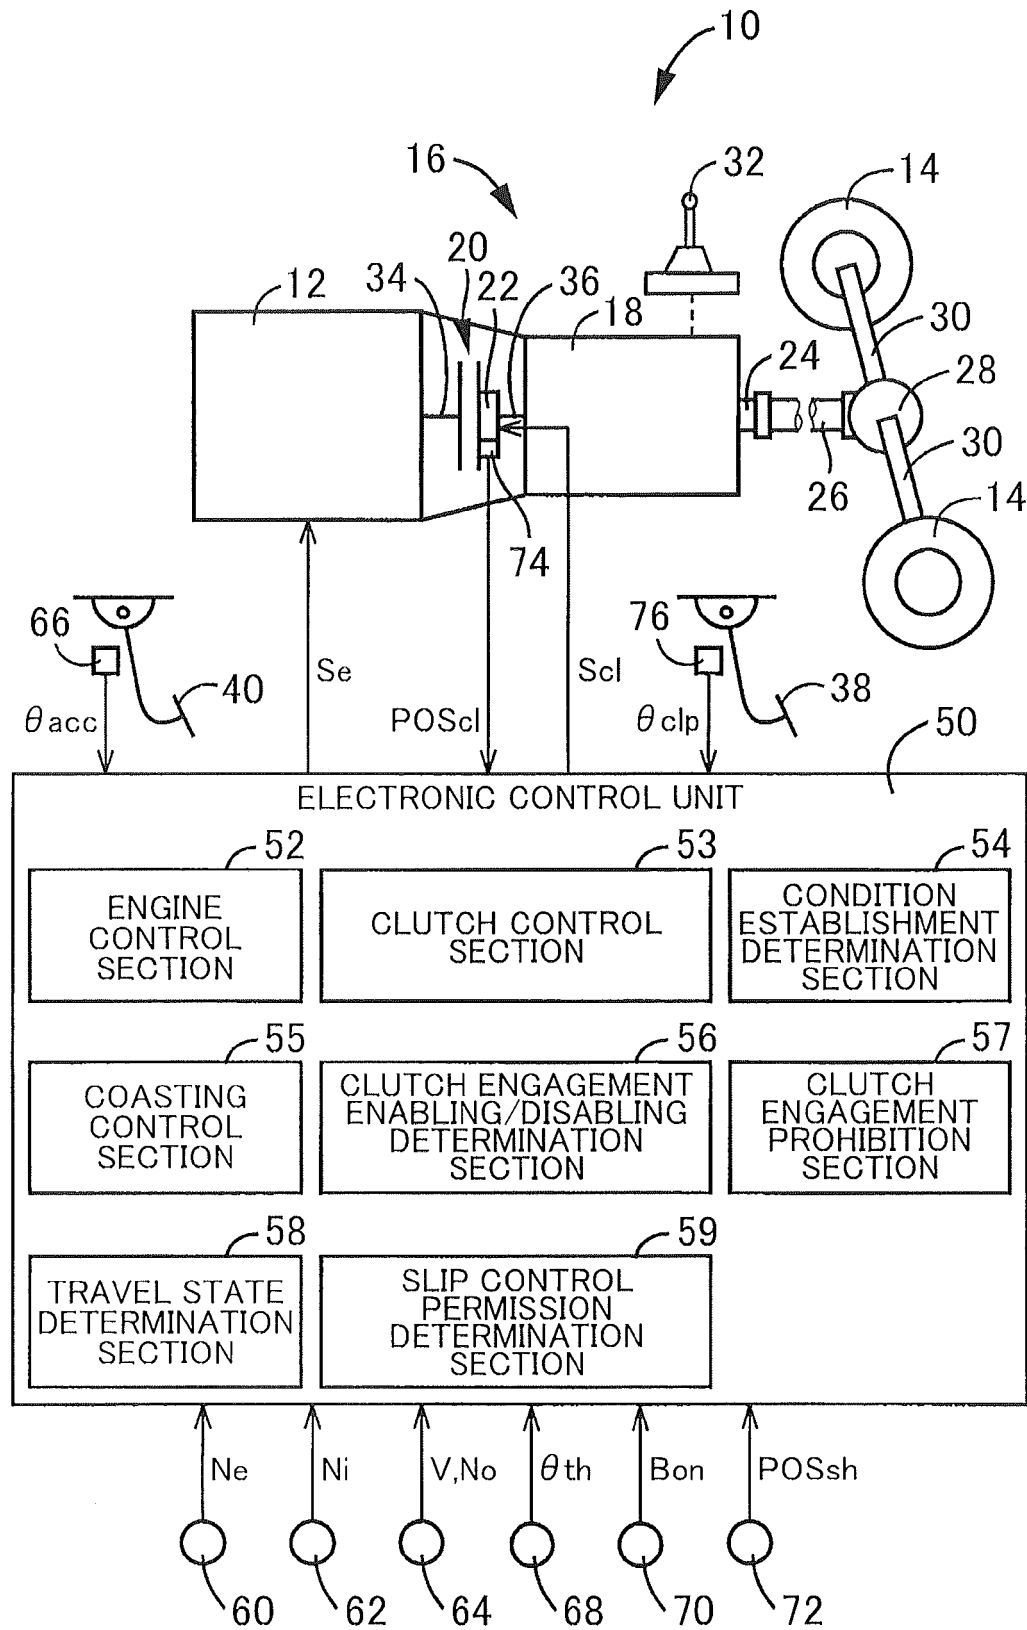 10
16
32
14
20
12
34
22
36
18
30
24
28
30
26
14
74
66
76
40
Se
Scl
38
θacc
POScl
θclp
50
ELECTRONIC CONTROL UNIT
52
53
54
ENGINE
CONTROL
SECTION
CLUTCH CONTROL
SECTION
CONDITION
ESTABLISHMENT
DETERMINATION
SECTION
55
56
57
COASTING
CONTROL
SECTION
CLUTCH ENGAGEMENT
ENABLING/DISABLING
DETERMINATION
SECTION
CLUTCH
ENGAGEMENT
PROHIBITION
SECTION
58
59
TRAVEL STATE
DETERMINATION
SECTION
SLIP CONTROL
PERMISSION
DETERMINATION
SECTION
Ne
Ni
V,No
θth
Bon
POSsh
60
62
64
68
70
72